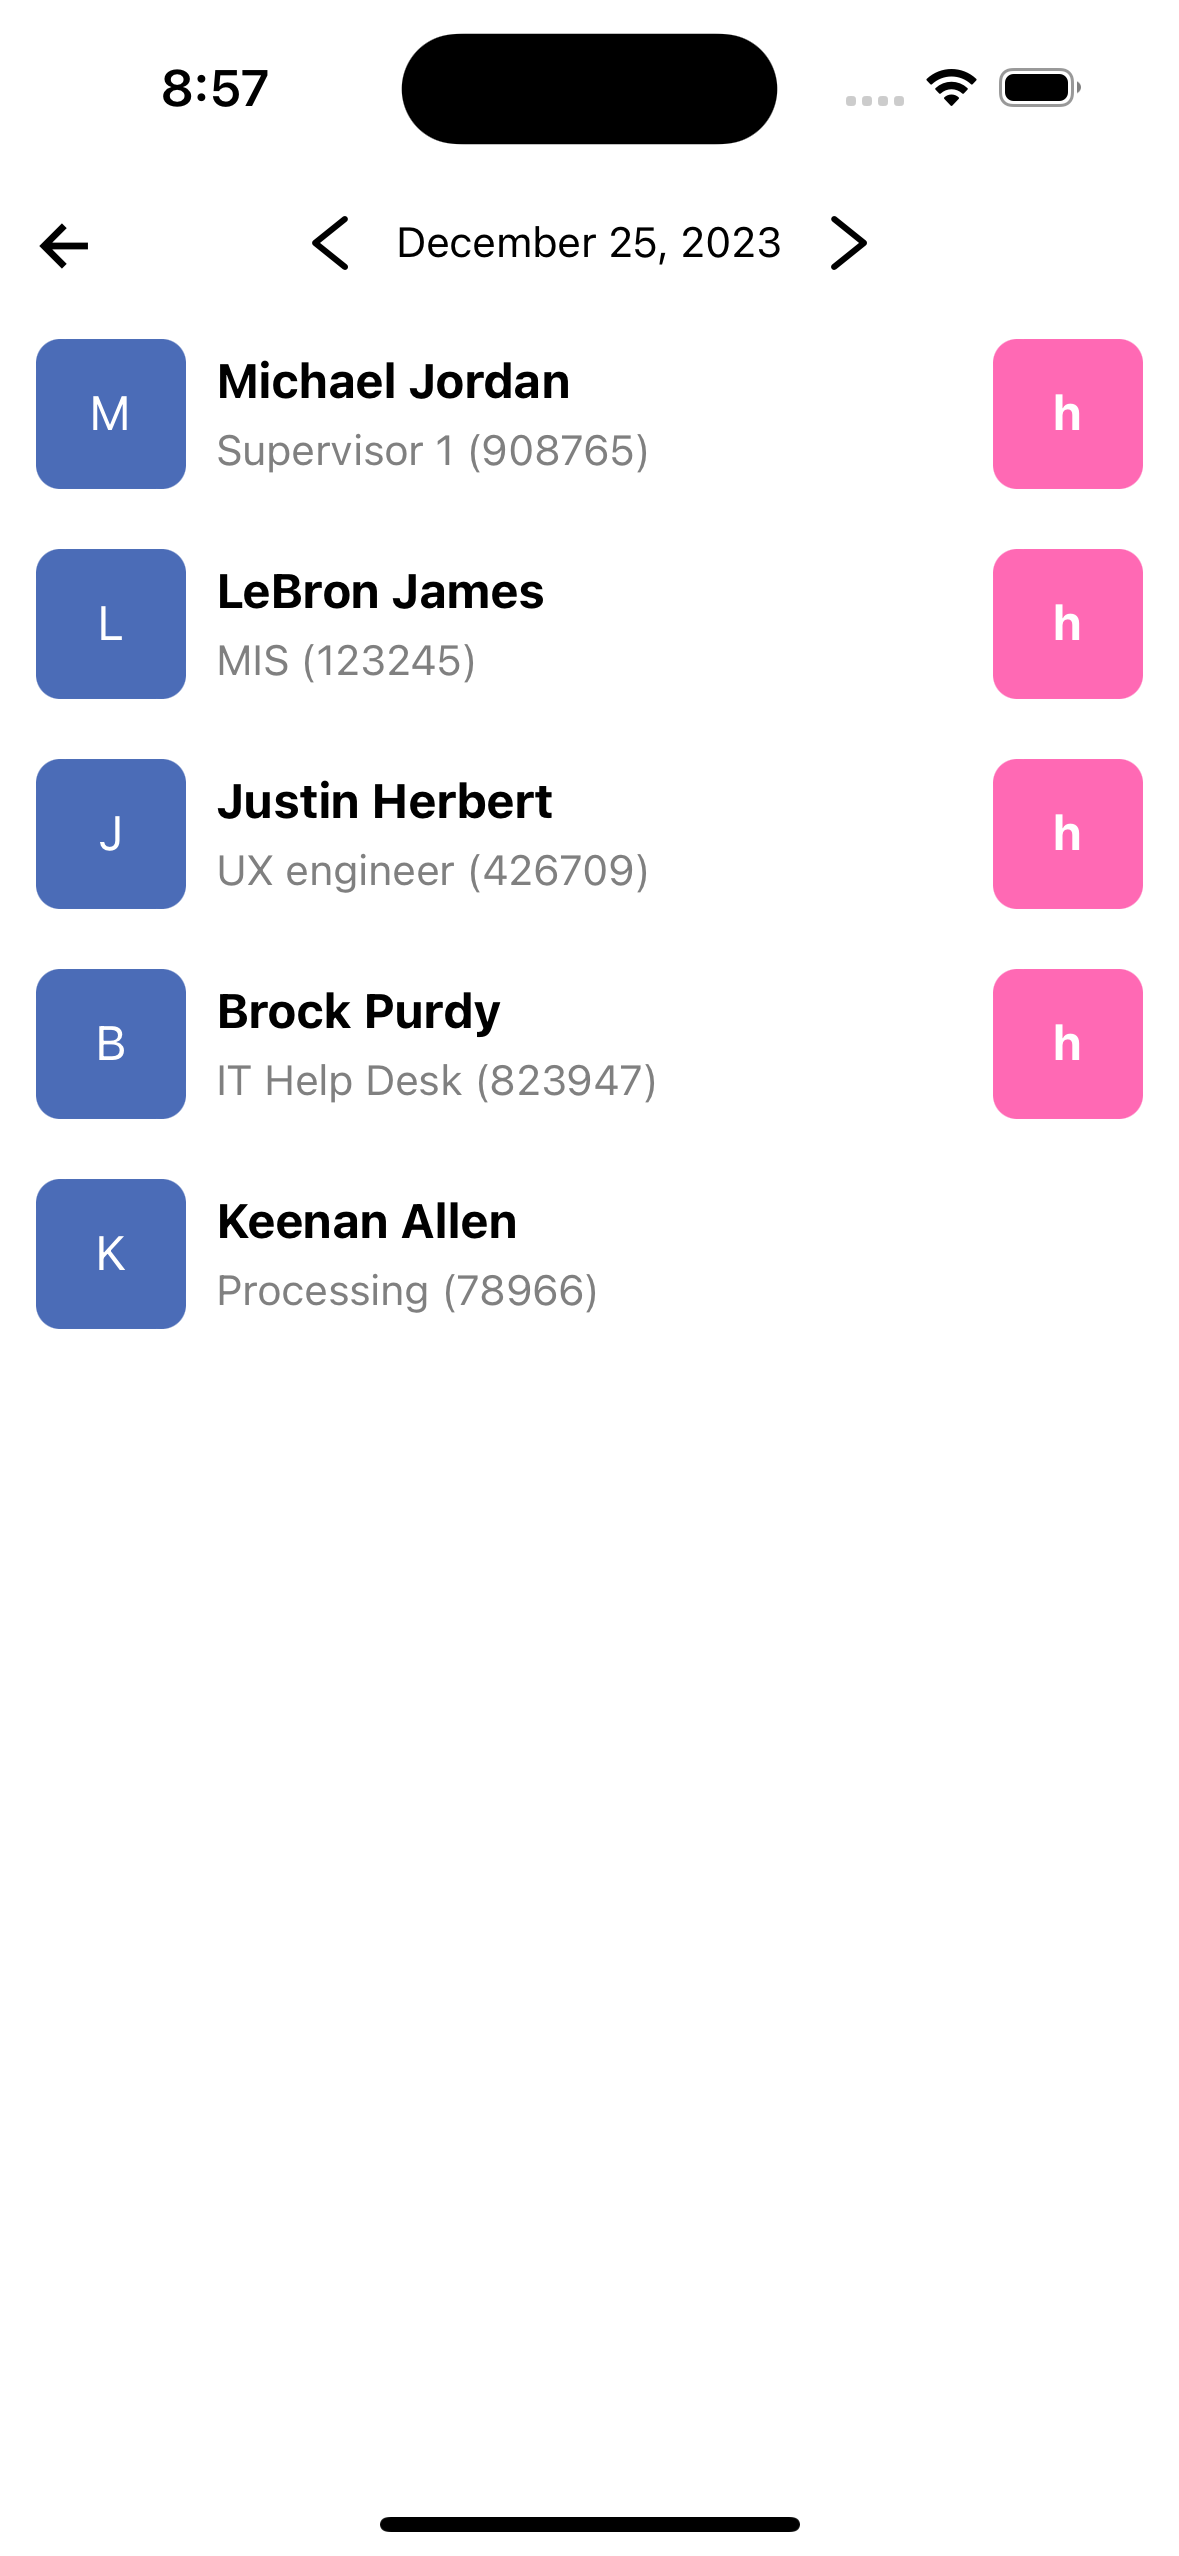 8:57
December 25, 2023
M
Michael Jordan
Supervisor 1 (908765)
h
L
LeBron James
MIS (123245)
h
J
Justin Herbert
UX engineer (426709)
h
B
Brock Purdy
IT Help Desk (823947)
h
K
Keenan Allen
Processing (78966)